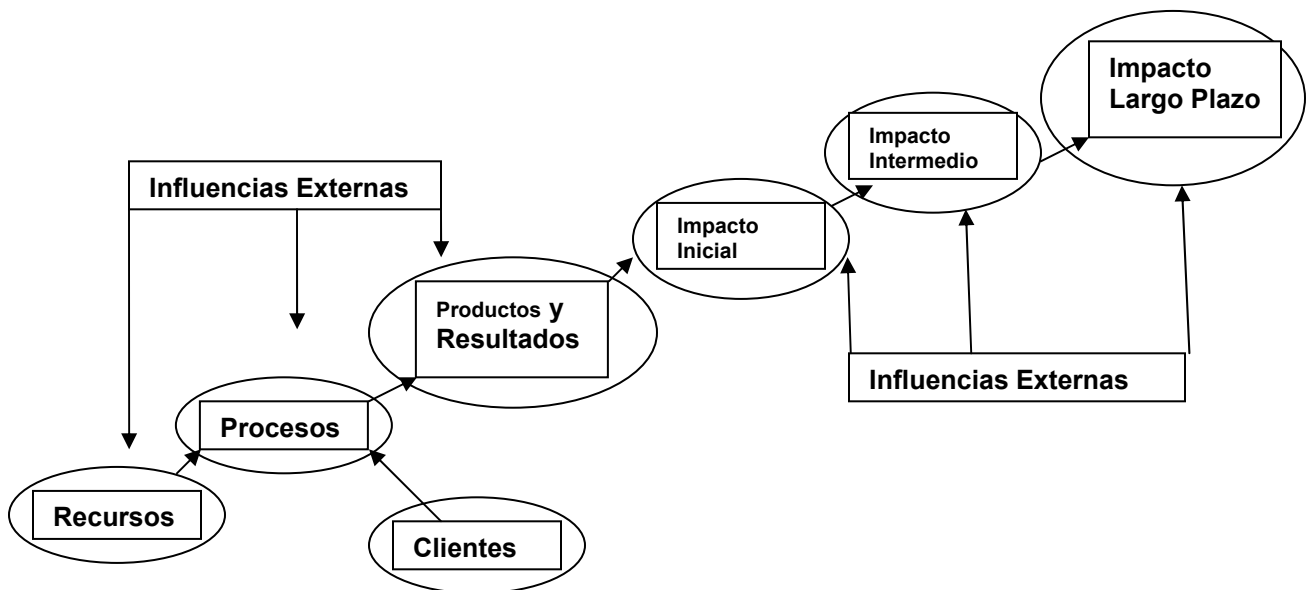 Impacto
Largo Plazo
Impacto
Intermedio
Influencias Externas
Impacto
Inicial
Productos y
Resultados
Influencias Externas
Procesos
Recursos
Clientes